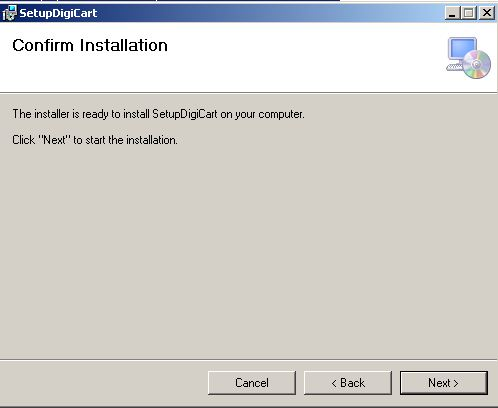 SetupDigiCart
Confirm Installation
The installer is ready to install SetupDigiCart on your computer.
Click "Next" to start the installation.
Cancel
< Back
Next >